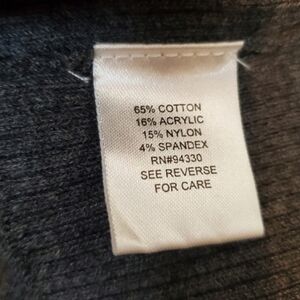 65% COTTON
16% ACRYLIC
15% NYLON
4% SPANDEX
RN#94330
SEE REVERSE
FOR CARE